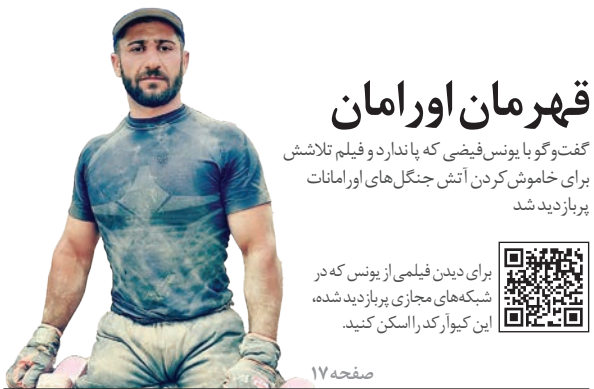 قهرمان اورامان
گفت‌وگو با یونس‌فیضی که پا ندارد و فیلم تلاشش
برای خاموش کردن آتش جنگل‌های اورامانات
پربازدید شد
برای دیدن فیلمی از یونس که در
شبکه‌های مجازی پربازدید شده،
این کیوآر کد را اسکن کنید.
صفحه ۱۷